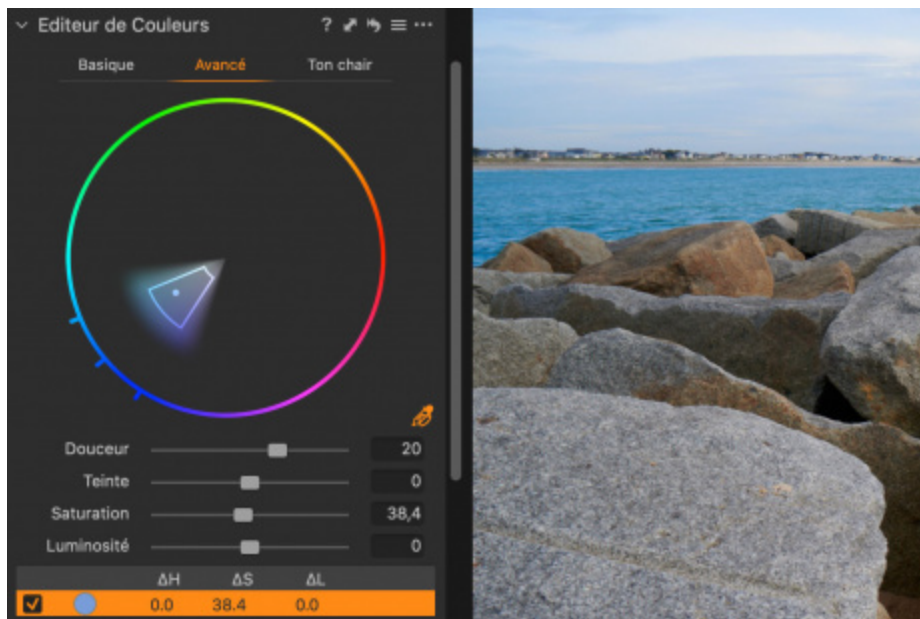 Editeur de Couleurs ?
Basique Avancé Ton chair
Douceur 20
Teinte 0
Saturation 38,4
Luminosité 0
ΔH ΔS ΔL
0.0 38.4 0.0